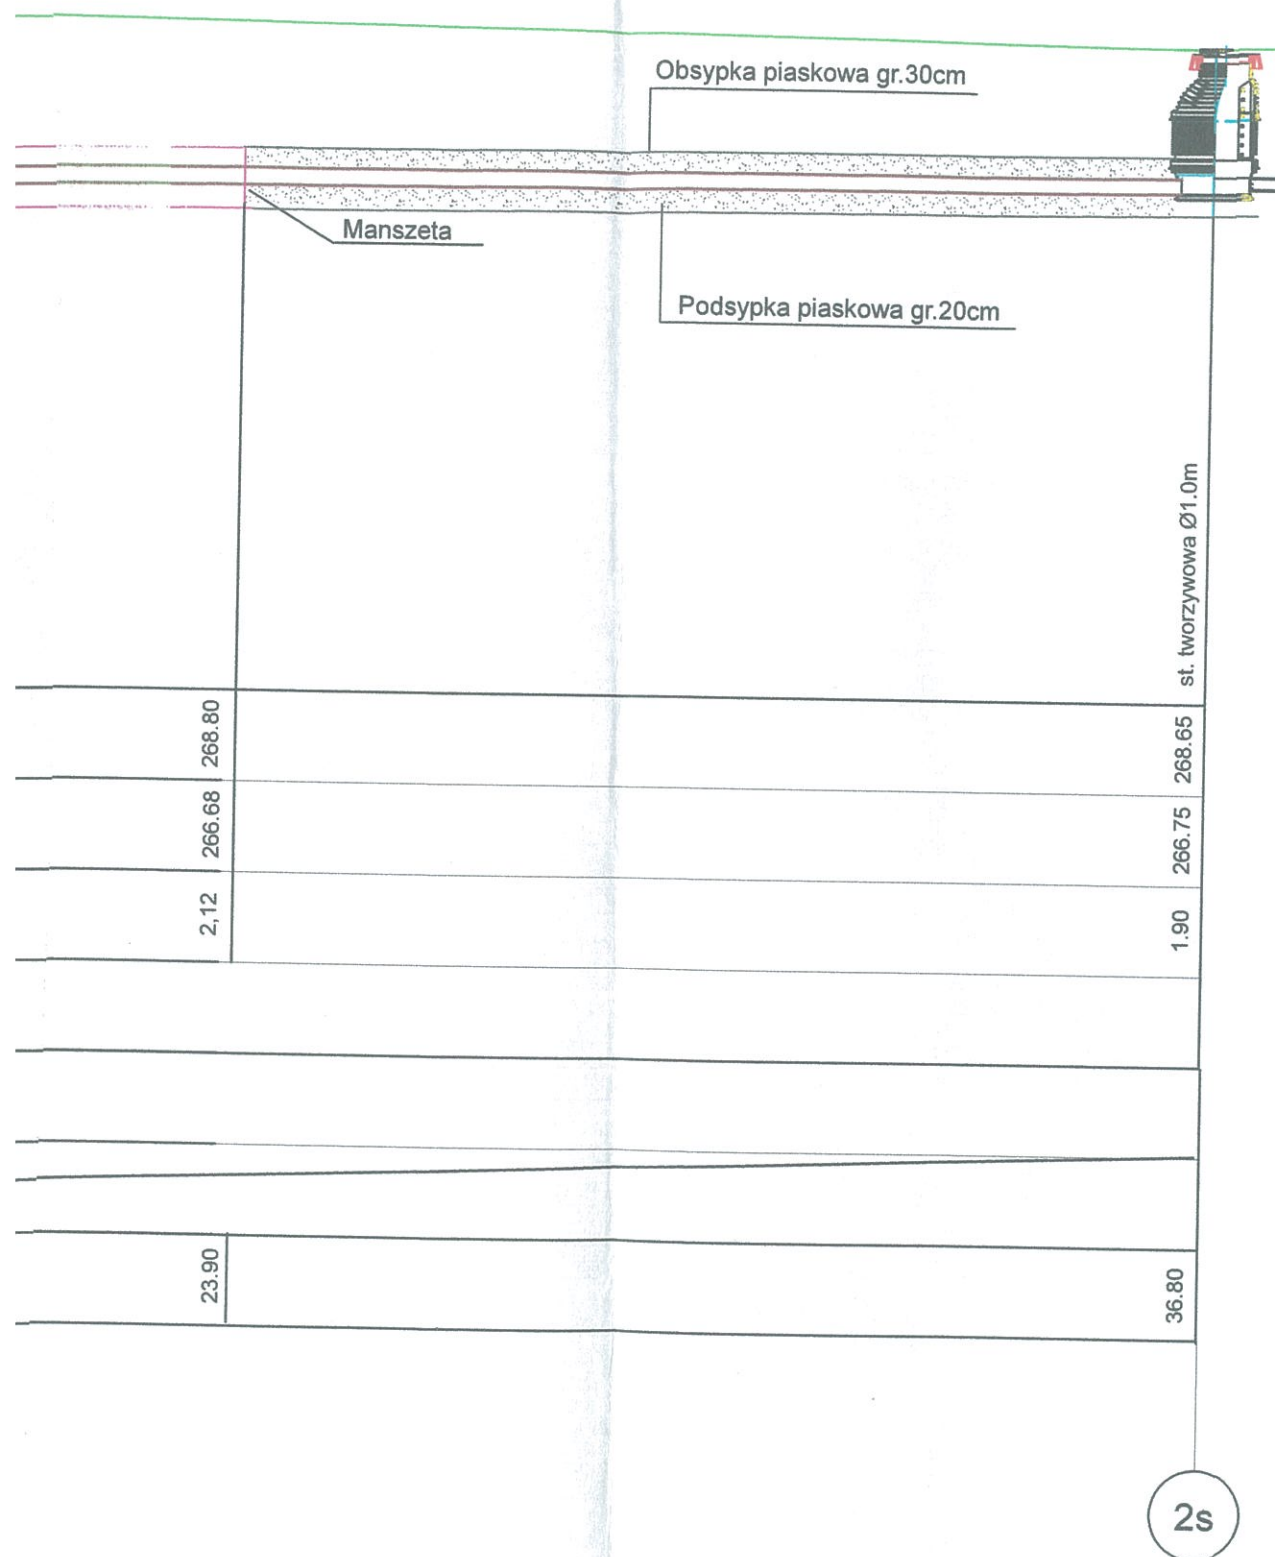 Obsypka piaskowa gr.30cm
Manszeta
Podsypka piaskowa gr.20cm
st. tworzywowa Ø1.0m
268.80
268.65
266.68
266.75
2,12
1.90
23.90
36.80
2s